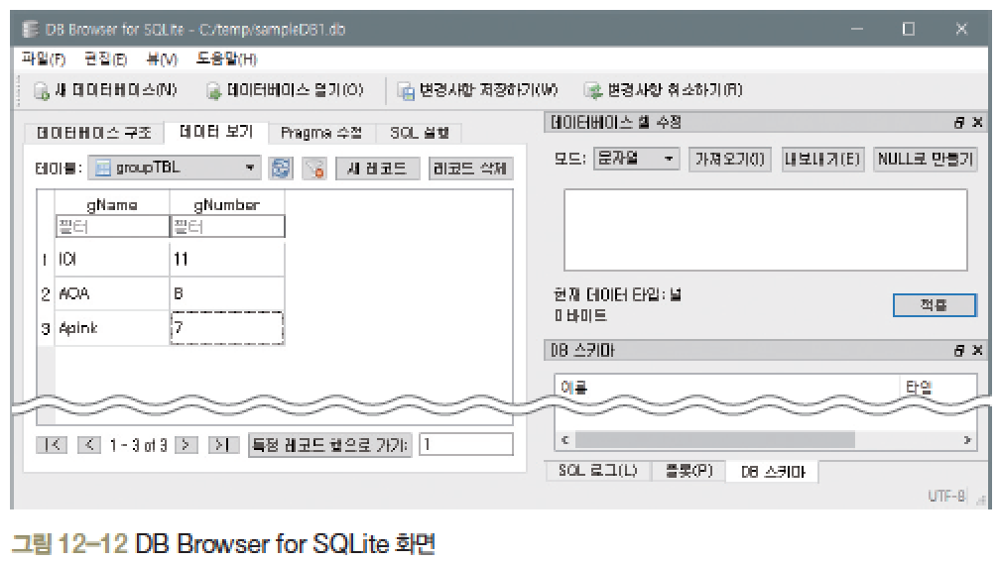 DB Browser for SQLite - C:/temp/sampleDB1.db
파일(F) 편집(E) 뷰(V) 도움말(H)
새 데이터베이스(N) 데이터베이스 열기(O) 변경사항 저장하기(W) 변경사항 취소하기(R)
데이터베이스 구조 데이터 보기 Pragma 수정 SQL 실행
테이블: groupTBL 새 레코드 레코드 삭제
gName gNumber
필터 필터
1 IOI 11
2 AOA 8
3 Apink 7
1 - 3 of 3 특정 레코드 행으로 가기: 1
데이터베이스 셀 수정
모드: 문자열 가져오기(I) 내보내기(E) NULL로 만들기
현재 데이터 타입: 널
0 바이트
적용
DB 스키마
이름 타입
SQL 로그(L) 플롯(P) DB 스키마
UTF-8
그림 12-12 DB Browser for SQLite 화면